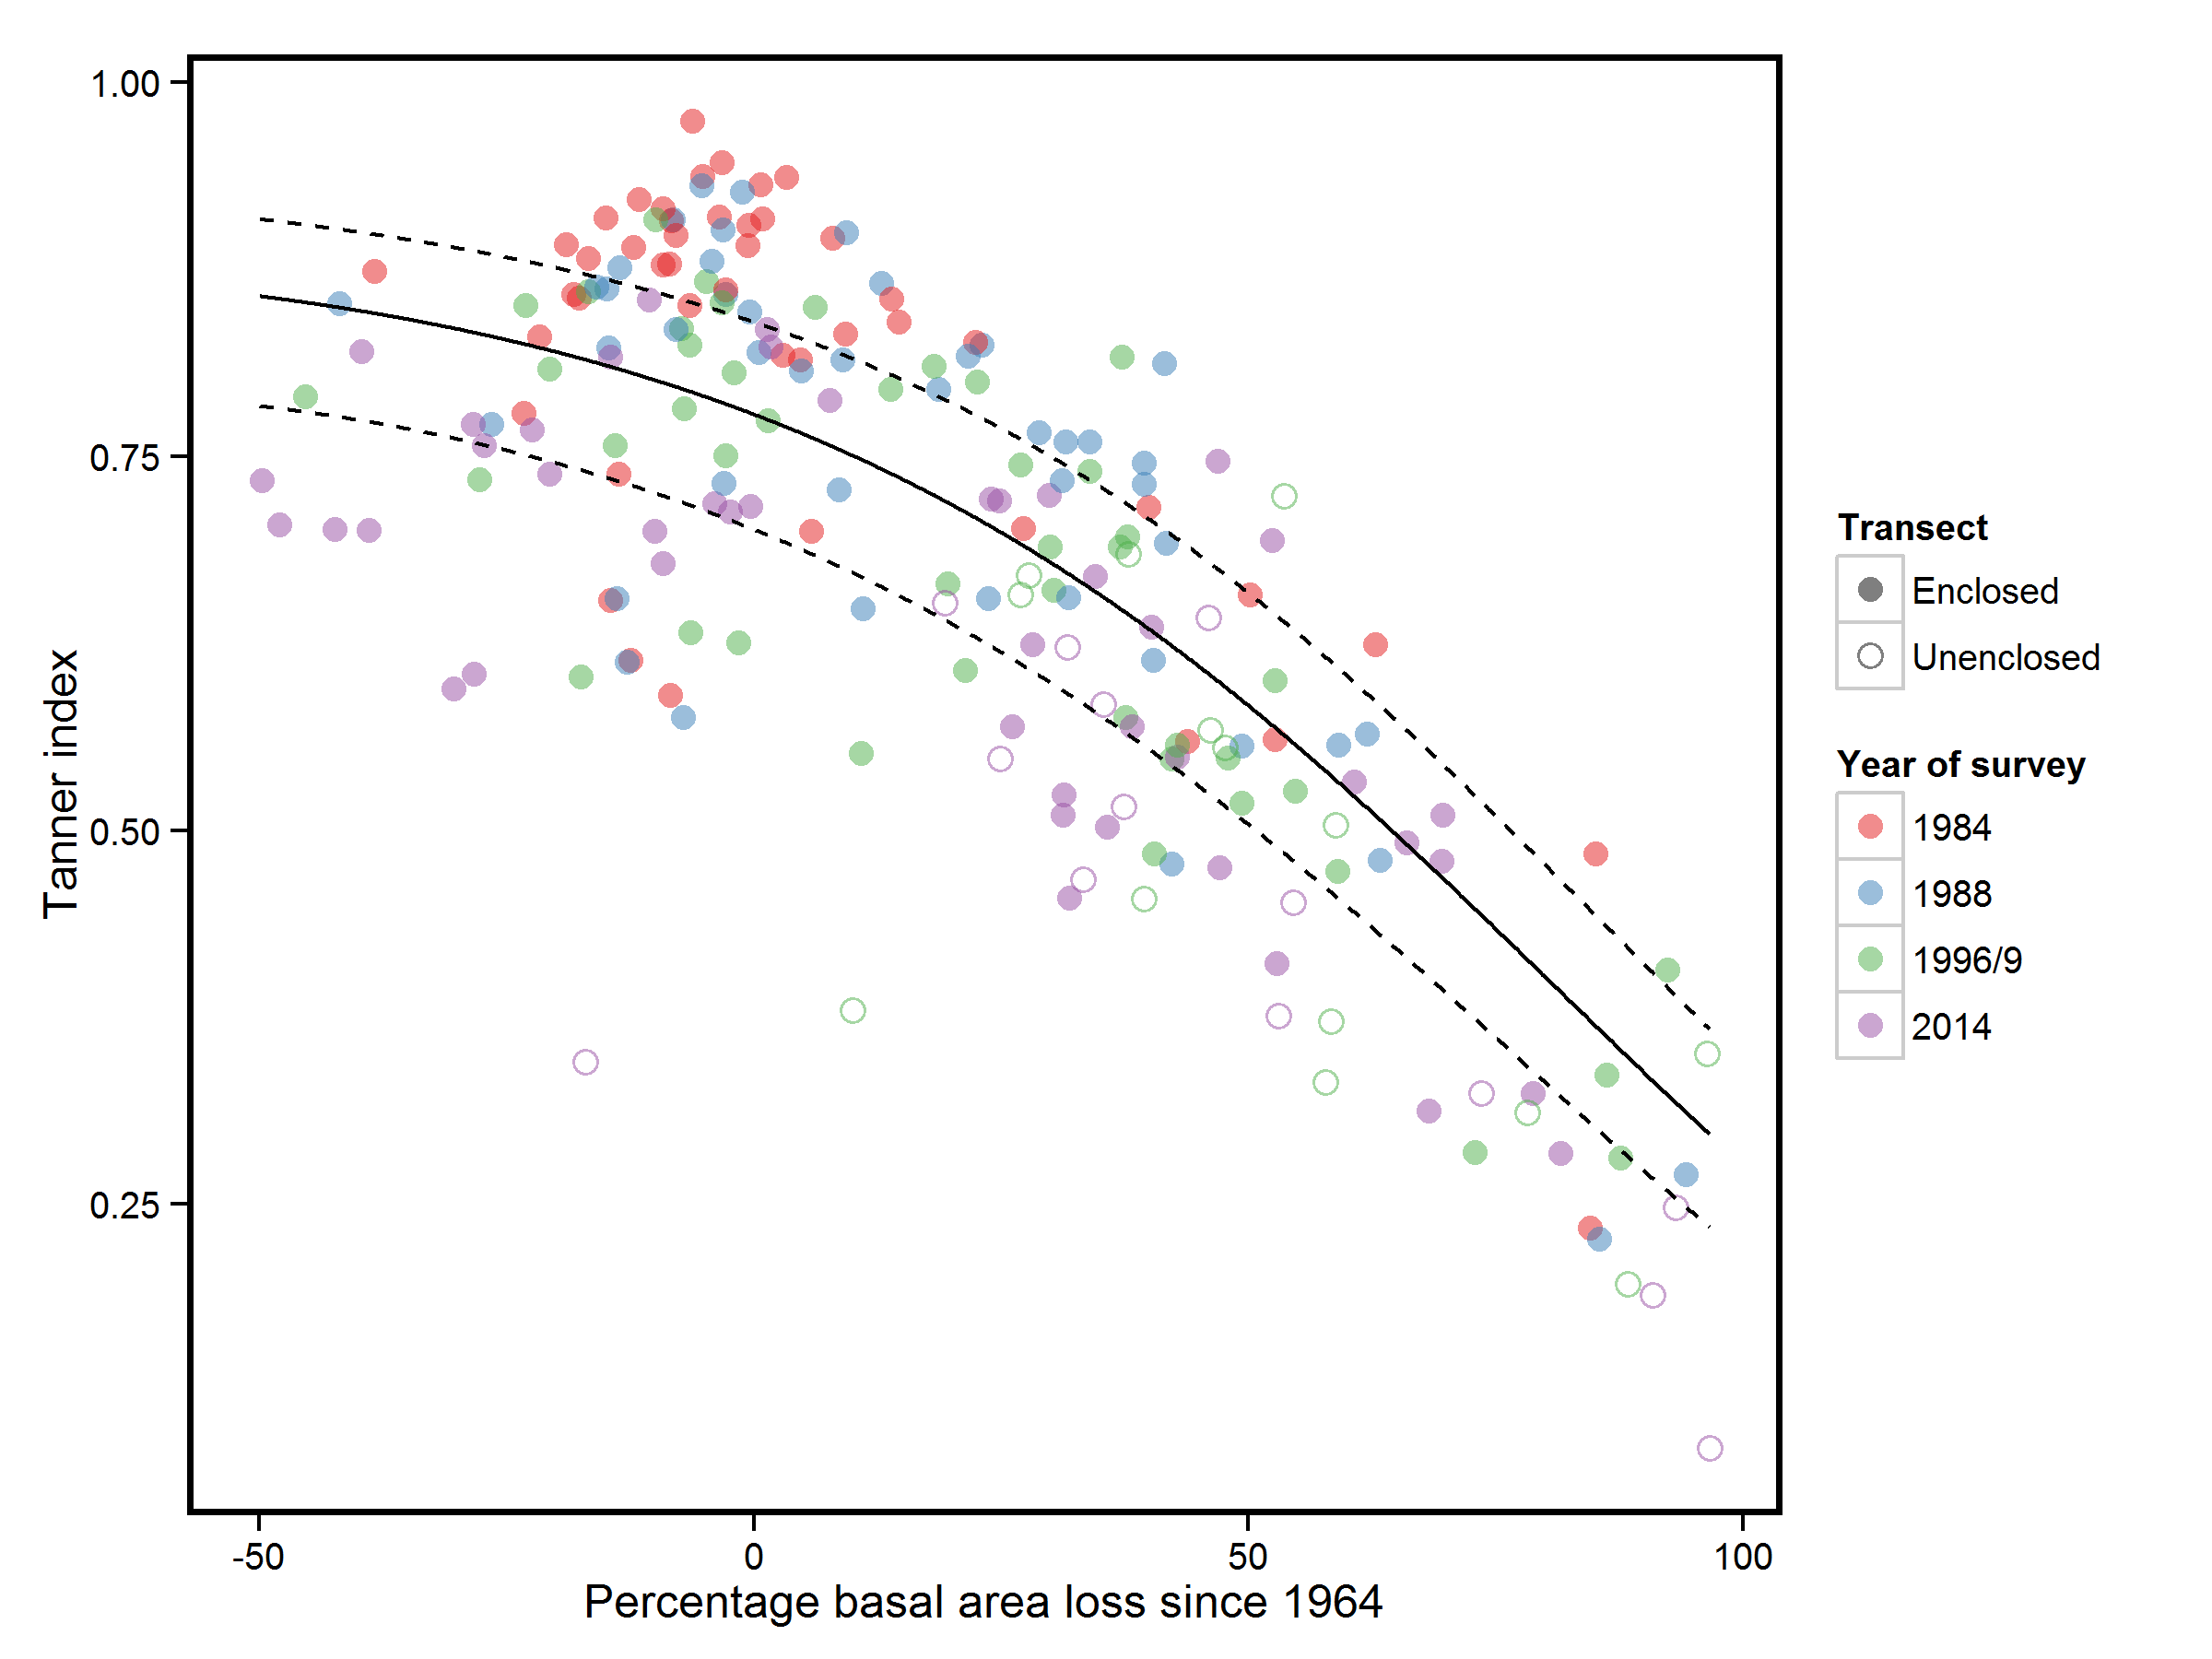 1.00
0.75
0.50
0.25
Tanner index
-50 0 50 100
Percentage basal area loss since 1964
Transect
Enclosed
Unenclosed
Year of survey
1984
1988
1996/9
2014